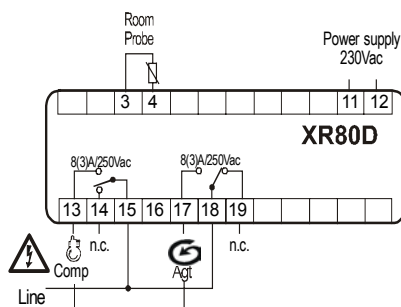 Room
Probe
Power supply
230Vac
3 4 11 12
XR80D
8(3)A/250Vac 8(3)A/250Vac
13 14 15 16 17 18 19
n.c. n.c.
Comp Agt
Line